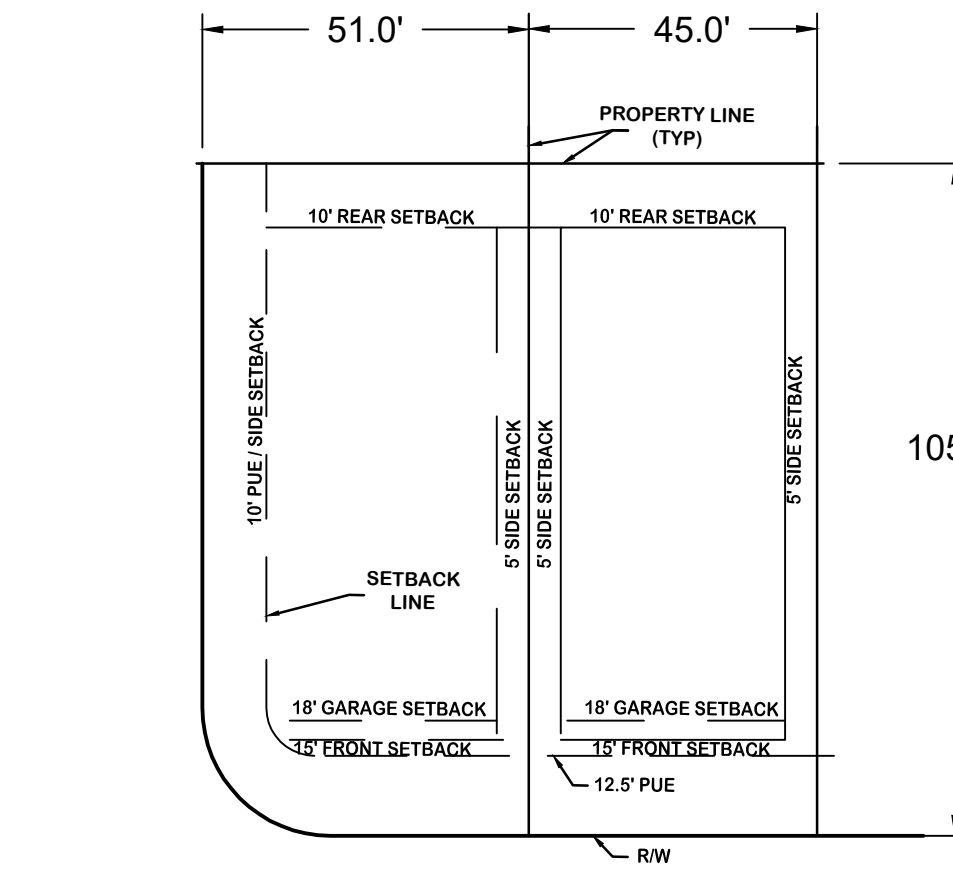 51.0' 45.0'
PROPERTY LINE
(TYP)
10' REAR SETBACK 10' REAR SETBACK
10' PUE / SIDE SETBACK
5' SIDE SETBACK
5' SIDE SETBACK
5' SIDE SETBACK
105
SETBACK
LINE
18' GARAGE SETBACK 18' GARAGE SETBACK
15' FRONT SETBACK 15' FRONT SETBACK
12.5' PUE
R/W